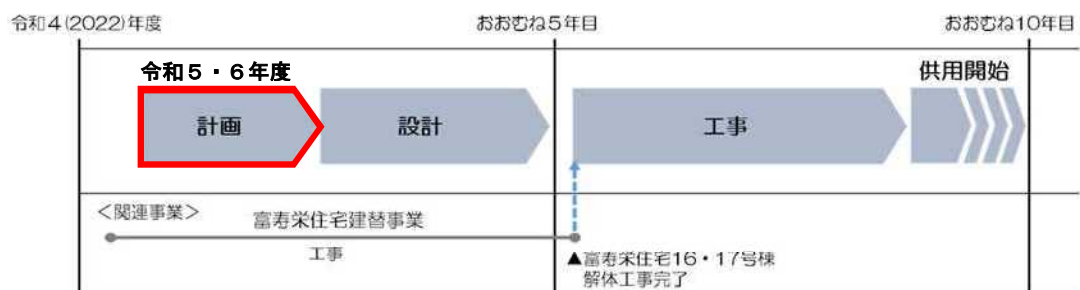 令和4(2022)年度
おおむね5年目
おおむね10年目
令和5・6年度
供用開始
計画
設計
工事
<関連事業>
富寿栄住宅建替事業
工事
▲富寿栄住宅16・17号棟
解体工事完了